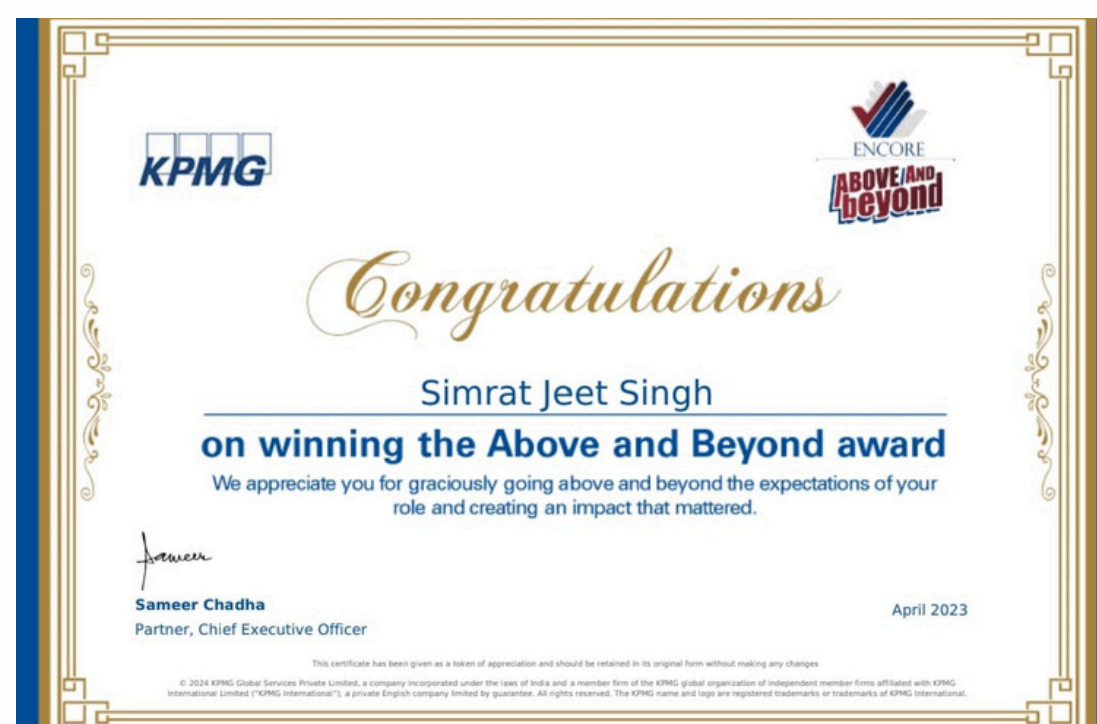 KPMG
ENCORE
ABOVE AND
beyond
Congratulations
Simrat Jeet Singh
on winning the Above and Beyond award
We appreciate you for graciously going above and beyond the expectations of your
role and creating an impact that mattered.
Sameer
Sameer Chadha
Partner, Chief Executive Officer
April 2023
This certificate has been given as a token of appreciation and should be retained in its original form without making any changes
© 2024 KPMG Global Services Private Limited, a company incorporated under the laws of India and a member firm of the KPMG global organization of independent member firms affiliated with KPMG
International Limited ("KPMG International"), a private English company limited by guarantee. All rights reserved. The KPMG name and logo are registered trademarks or trademarks of KPMG International.